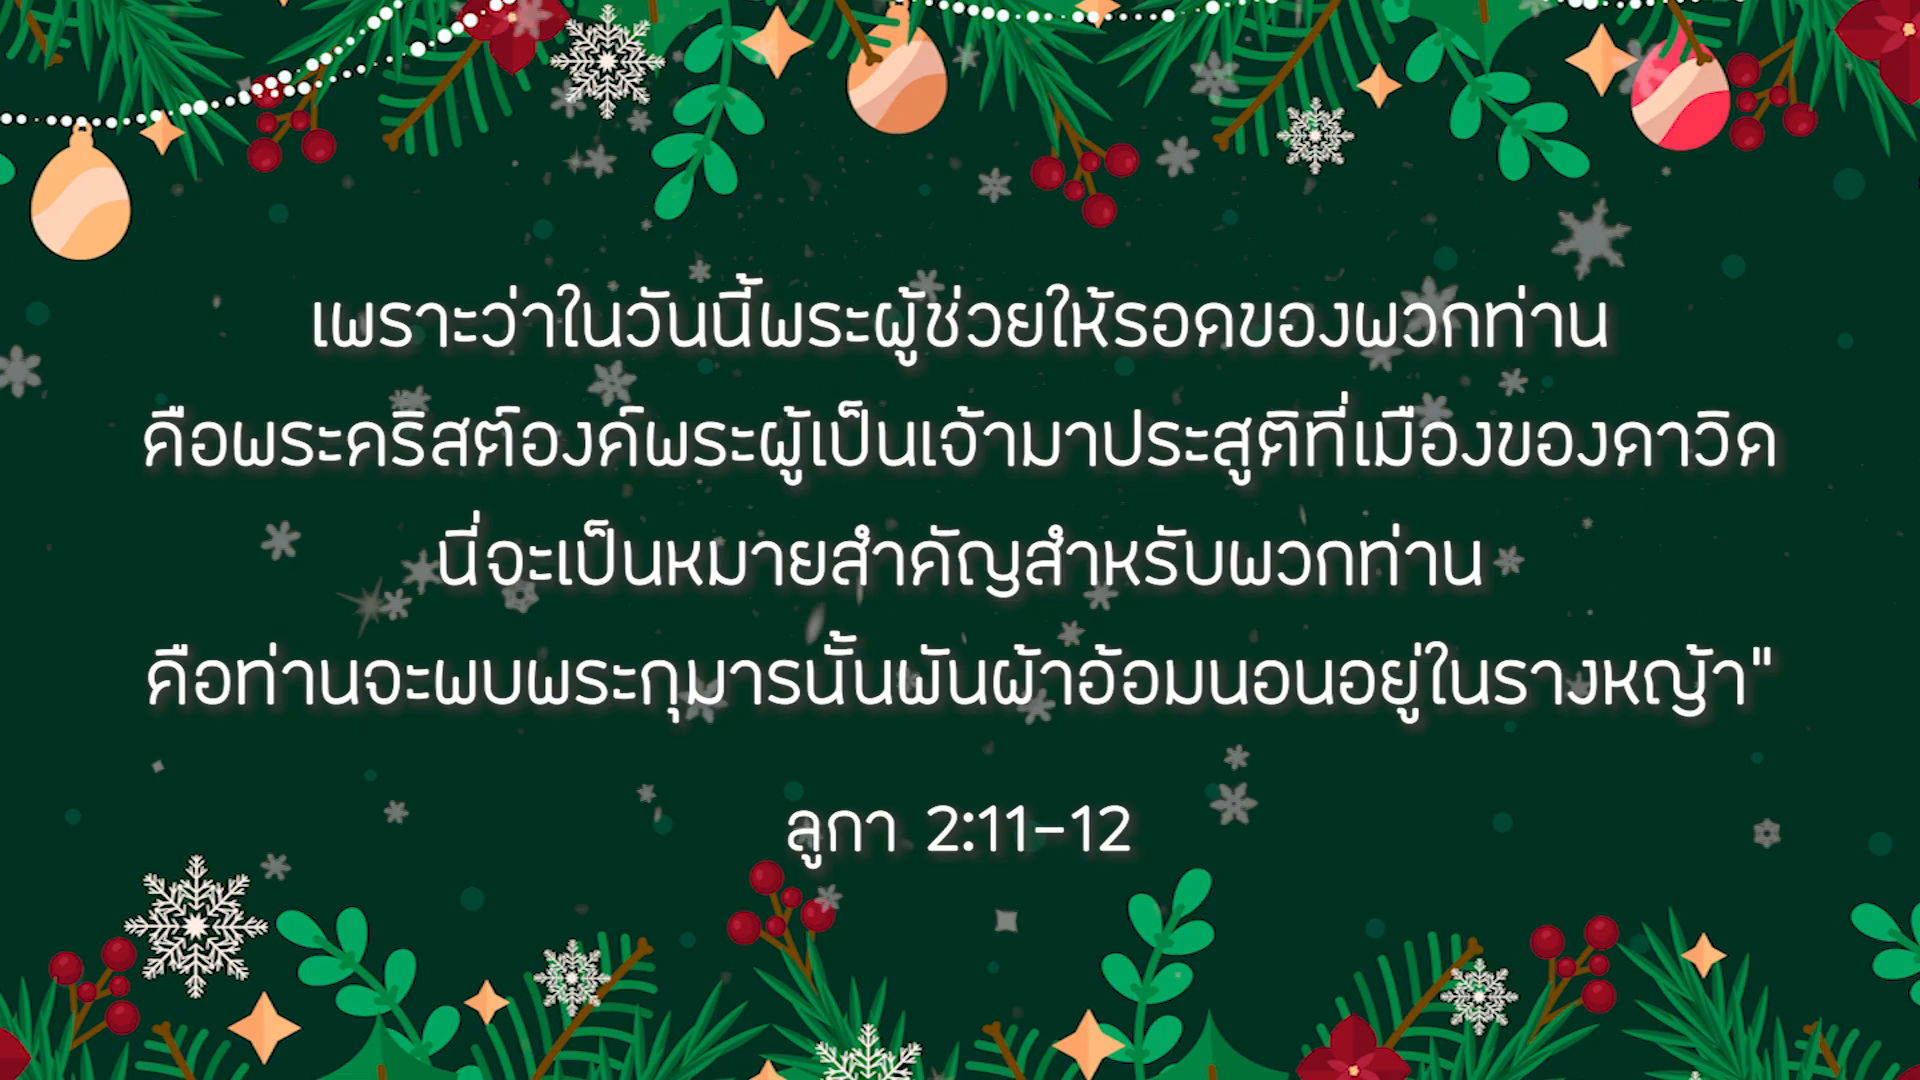 เพราะว่าในวันนี้พระผู้ช่วยให้รอดของพวกท่าน
คือพระคริสต์องค์พระผู้เป็นเจ้ามาประสูติที่เมืองของดาวิด
นี่จะเป็นหมายสำคัญสำหรับพวกท่าน
คือท่านจะพบพระกุมารนั้นพันผ้าอ้อมนอนอยู่ในรางหญ้า"
ลูกา 2:11-12